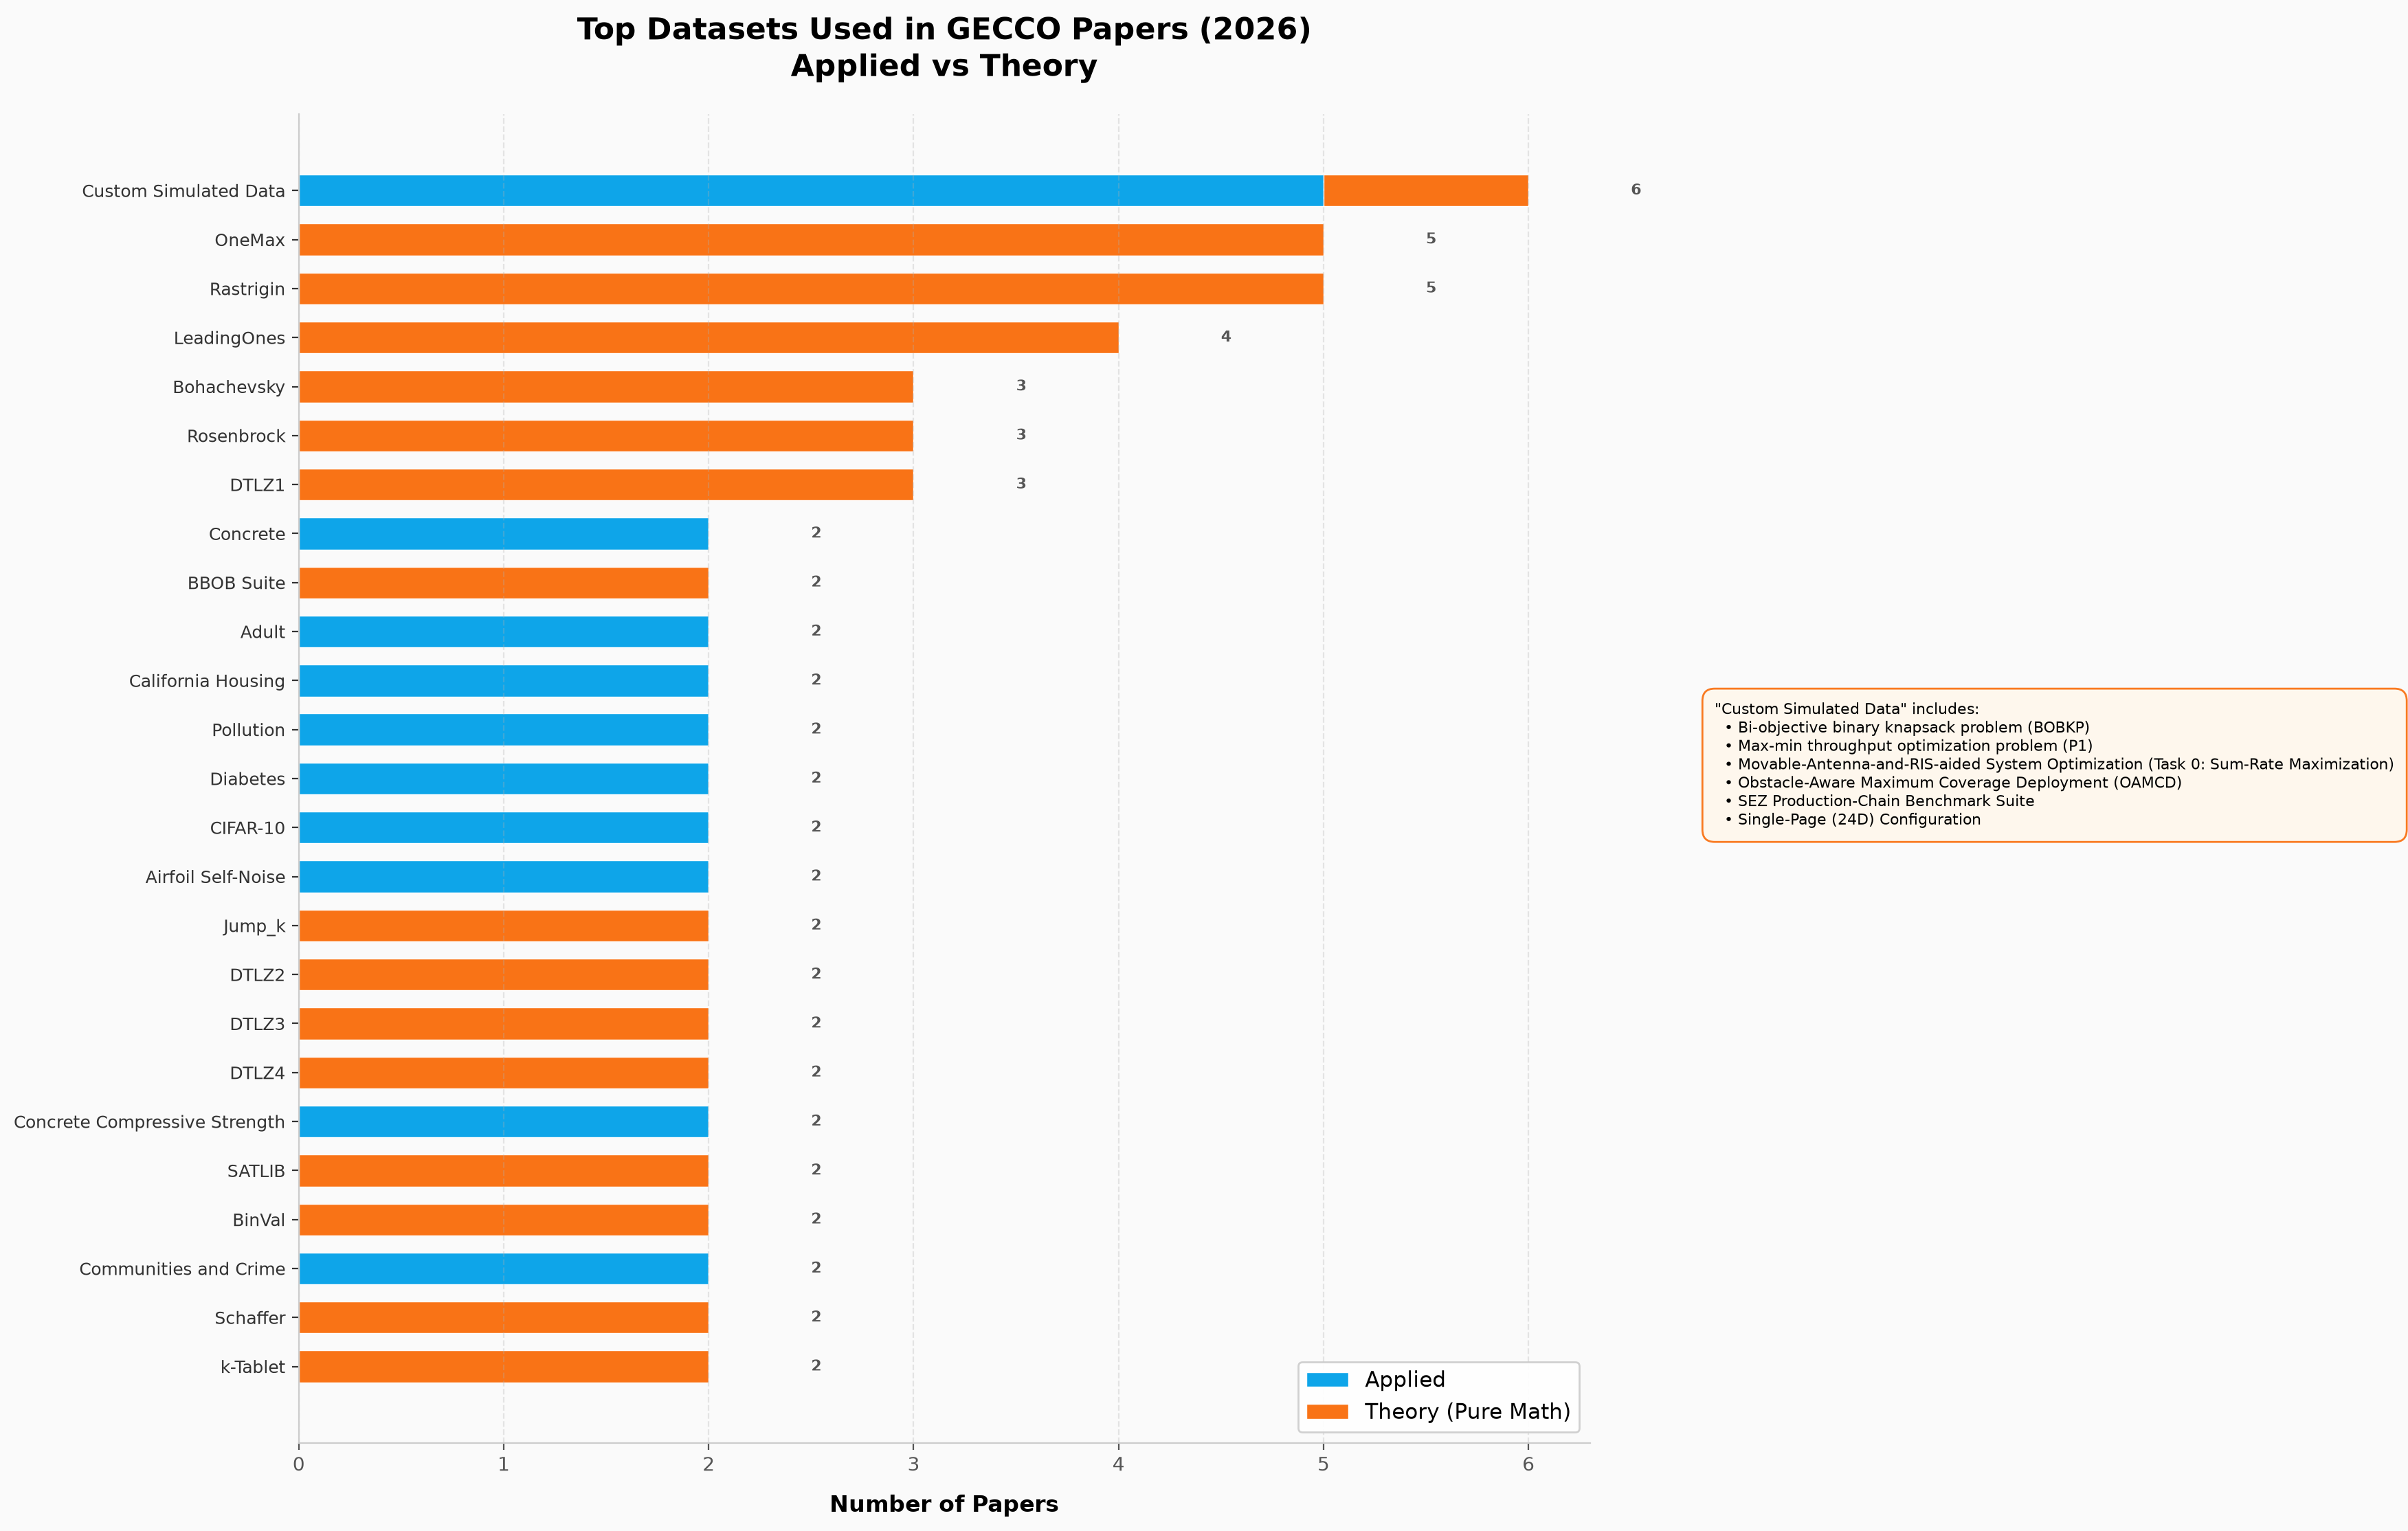 Top Datasets Used in GECCO Papers (2026)
Applied vs Theory
Custom Simulated Data 6
OneMax 5
Rastrigin 5
LeadingOnes 4
Bohachevsky 3
Rosenbrock 3
DTLZ1 3
Concrete 2
BBOB Suite 2
Adult 2
California Housing 2
Pollution 2
Diabetes 2
CIFAR-10 2
Airfoil Self-Noise 2
Jump_k 2
DTLZ2 2
DTLZ3 2
DTLZ4 2
Concrete Compressive Strength 2
SATLIB 2
BinVal 2
Communities and Crime 2
Schaffer 2
k-Tablet 2
"Custom Simulated Data" includes:
• Bi-objective binary knapsack problem (BOBKP)
• Max-min throughput optimization problem (P1)
• Movable-Antenna-and-RIS-aided System Optimization (Task 0: Sum-Rate Maximization)
• Obstacle-Aware Maximum Coverage Deployment (OAMCD)
• SEZ Production-Chain Benchmark Suite
• Single-Page (24D) Configuration
Applied
Theory (Pure Math)
0 1 2 3 4 5 6
Number of Papers